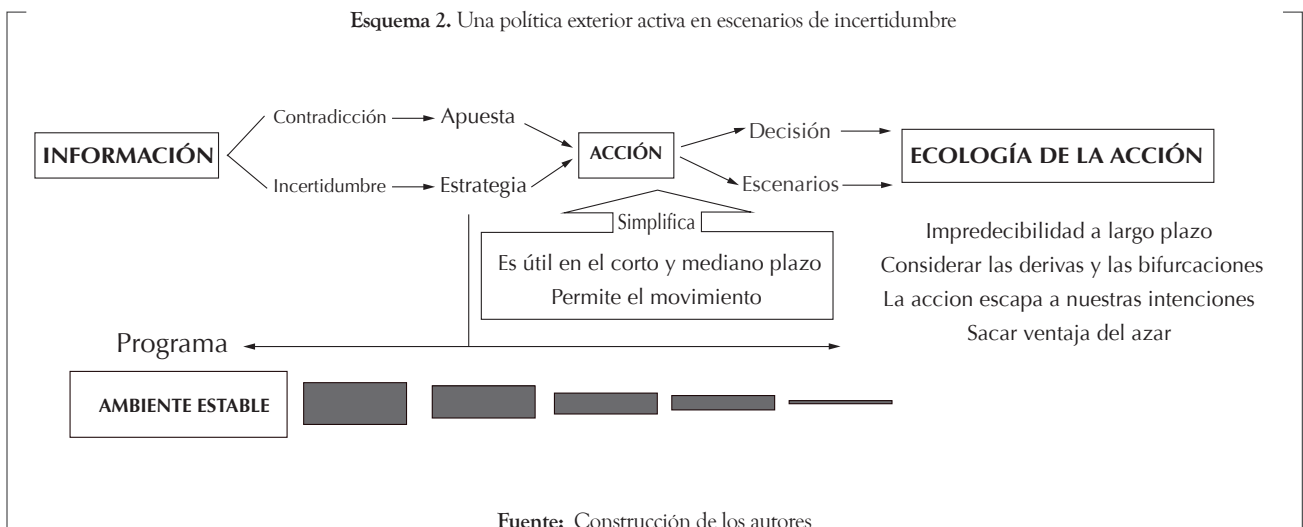 Esquema 2. Una política exterior activa en escenarios de incertidumbre
INFORMACIÓN
Contradicción
Apuesta
Incertidumbre
Estrategia
ACCIÓN
Decisión
Escenarios
ECOLOGÍA DE LA ACCIÓN
Simplifica
Es útil en el corto y mediano plazo
Permite el movimiento
Impredecibilidad a largo plazo
Considerar las derivas y las bifurcaciones
La accion escapa a nuestras intenciones
Sacar ventaja del azar
Programa
AMBIENTE ESTABLE
Fuente: Construcción de los autores